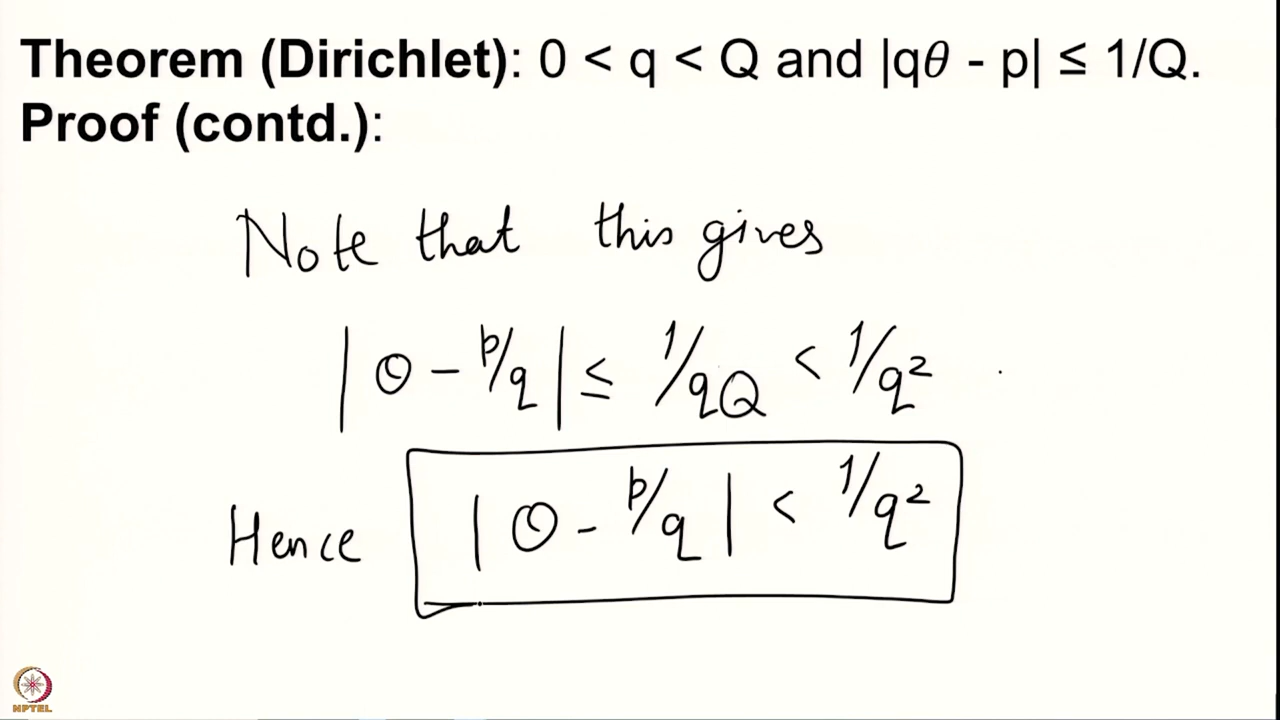 Theorem (Dirichlet): 0 < q < Q and |qθ - p| ≤ 1/Q.
Proof (contd.):
Note that this gives
| θ - p/q | ≤ 1/qQ < 1/q²
Hence | θ - p/q | < 1/q²
NPTEL